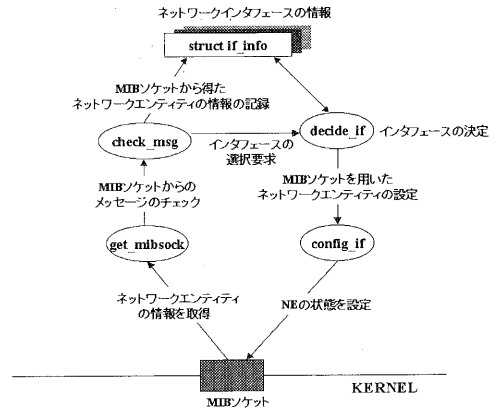 ネットワークインタフェースの情報
struct if_info
MIBソケットから得た
ネットワークエンティティの情報の記録
check_msg
インタフェースの
選択要求
decide_if
インタフェースの決定
MIBソケットからの
メッセージのチェック
MIBソケットを用いた
ネットワークエンティティの設定
get_mibsock
config_if
ネットワークエンティティ
の情報を取得
NEの状態を設定
KERNEL
MIBソケット